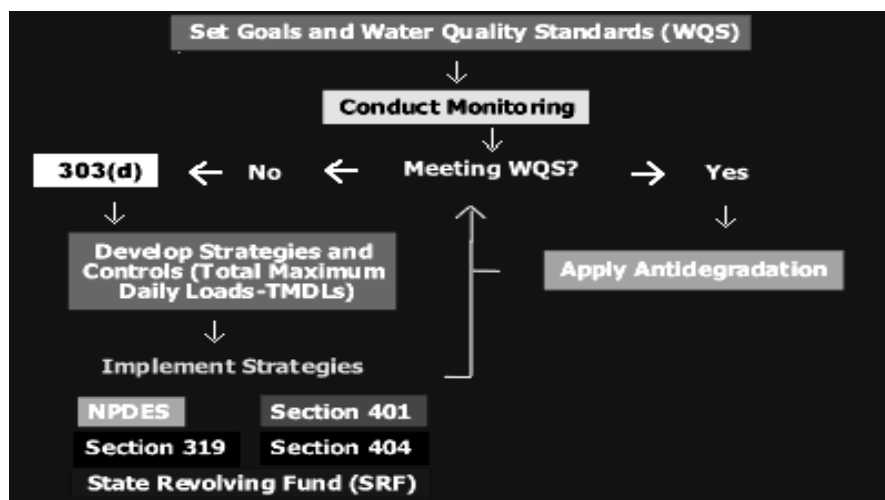 Set Goals and Water Quality Standards (WQS)
Conduct Monitoring
303(d)
No
Meeting WQS?
Yes
Develop Strategies and
Controls (Total Maximum
Daily Loads-TMDLs)
Apply Antidegradation
Implement Strategies
NPDES
Section 401
Section 319
Section 404
State Revolving Fund (SRF)